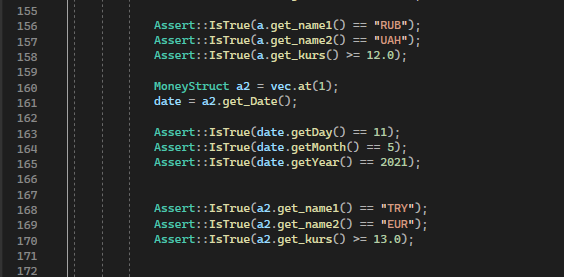 155
156 Assert::IsTrue(a.get_name1() == "RUB");
157 Assert::IsTrue(a.get_name2() == "UAH");
158 Assert::IsTrue(a.get_kurs() >= 12.0);
159
160 MoneyStruct a2 = vec.at(1);
161 date = a2.get_Date();
162
163 Assert::IsTrue(date.getDay() == 11);
164 Assert::IsTrue(date.getMonth() == 5);
165 Assert::IsTrue(date.getYear() == 2021);
166
167
168 Assert::IsTrue(a2.get_name1() == "TRY");
169 Assert::IsTrue(a2.get_name2() == "EUR");
170 Assert::IsTrue(a2.get_kurs() >= 13.0);
171
172